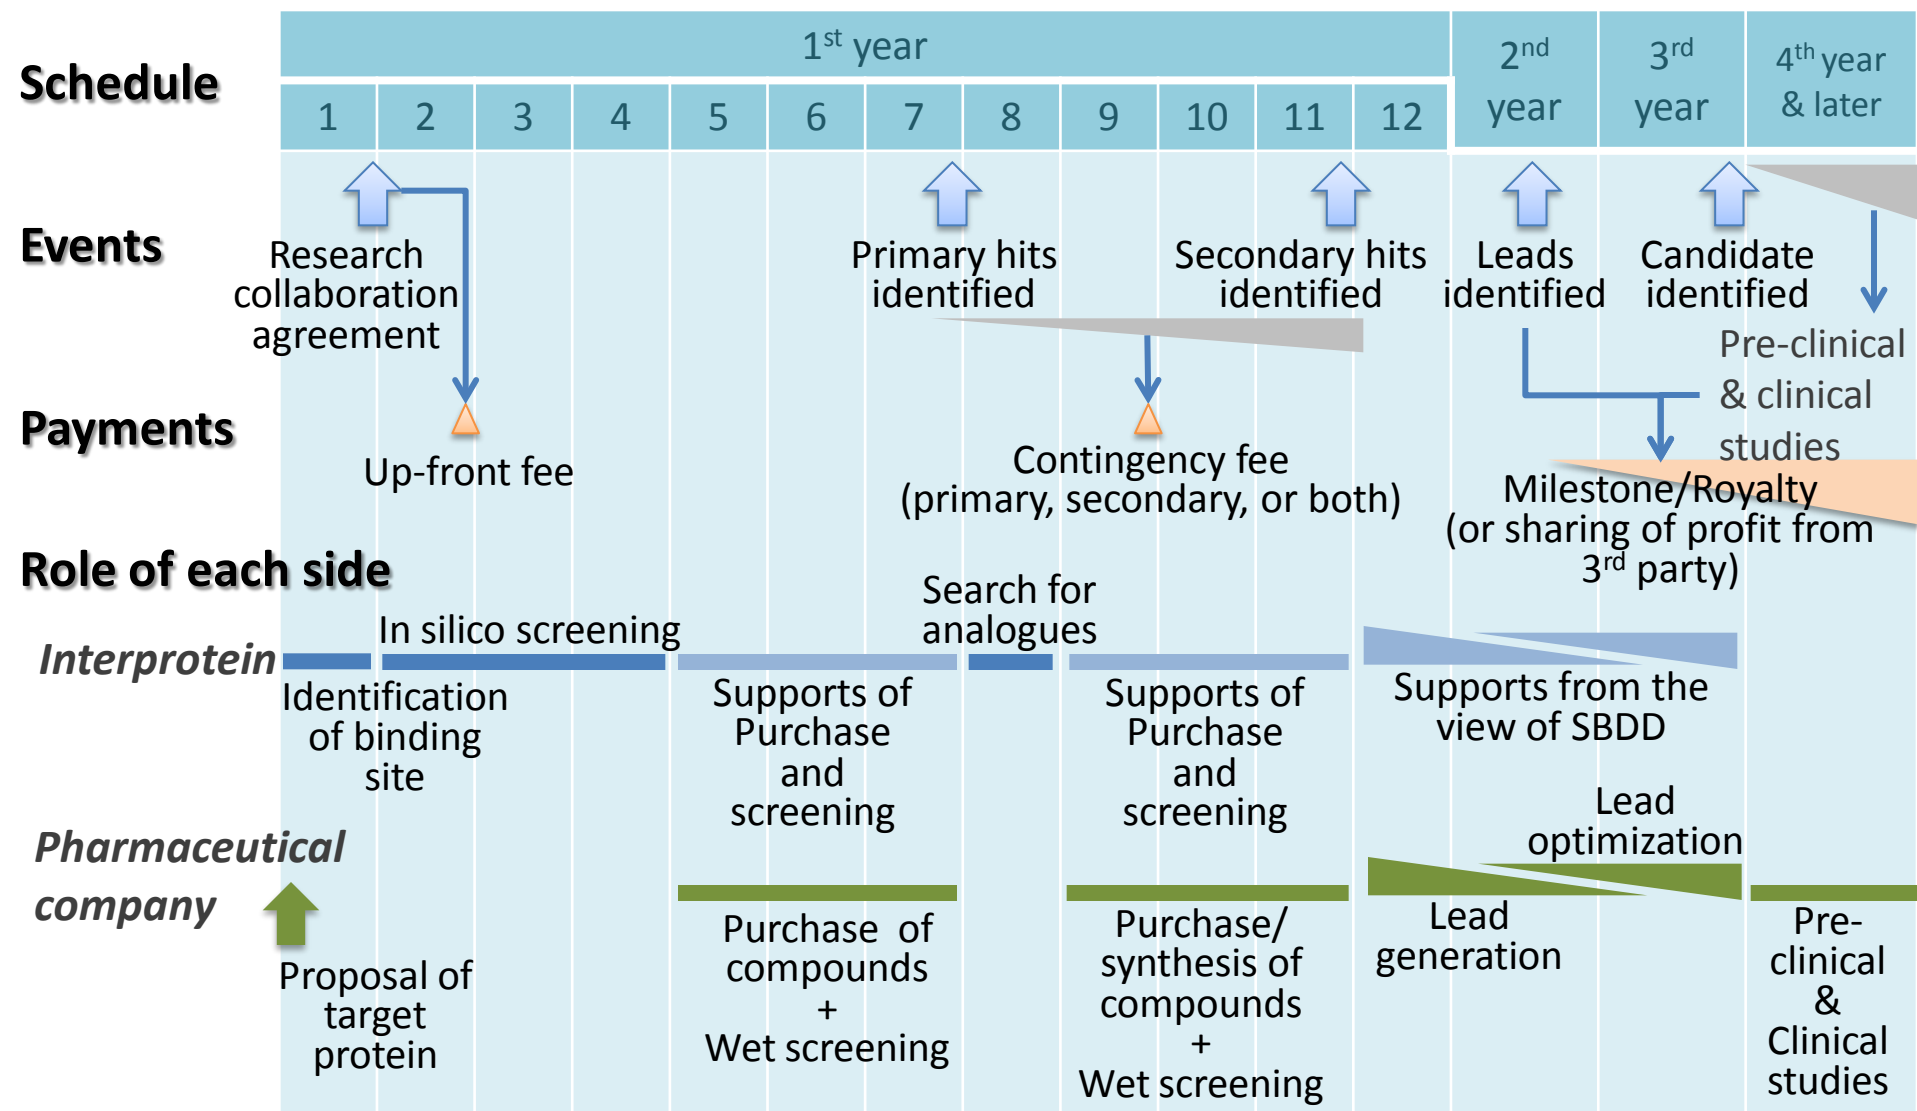 Schedule
1st year
2nd
year
3rd
year
4th year
& later
1 2 3 4 5 6 7 8 9 10 11 12
Events
Research
collaboration
agreement
Primary hits
identified
Secondary hits
identified
Leads
identified
Candidate
identified
Pre-clinical
& clinical
studies
Payments
Up-front fee
Contingency fee
(primary, secondary, or both)
Milestone/Royalty
(or sharing of profit from
3rd party)
Role of each side
Interprotein
Identification
of binding
site
In silico screening
Supports of
Purchase
and
screening
Search for
analogues
Supports of
Purchase
and
screening
Supports from the
view of SBDD
Pharmaceutical
company
Proposal of
target
protein
Purchase of
compounds
+
Wet screening
Purchase/
synthesis of
compounds
+
Wet screening
Lead
generation
Lead
optimization
Pre-
clinical
&
Clinical
studies